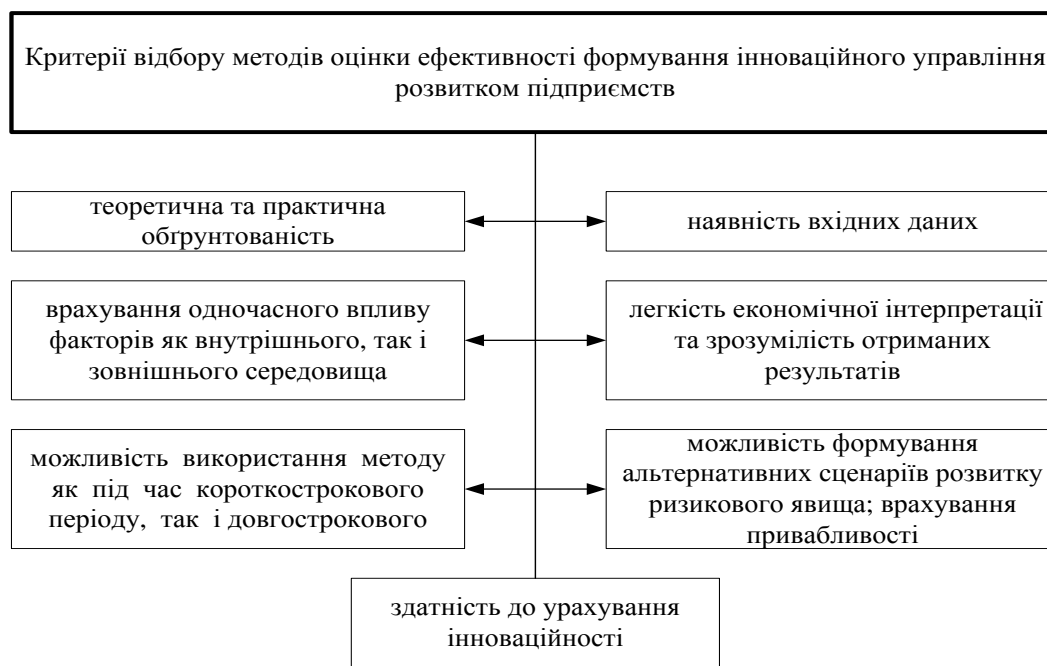 Критерії відбору методів оцінки ефективності формування інноваційного управління
розвитком підприємств
теоретична та практична
обґрунтованість
наявність вхідних даних
врахування одночасного впливу
факторів як внутрішнього, так і
зовнішнього середовища
легкість економічної інтерпретації
та зрозумілість отриманих
результатів
можливість використання методу
як під час короткострокового
періоду, так і довгострокового
можливість формування
альтернативних сценаріїв розвитку
ризикового явища; врахування
привабливості
здатність до урахування
інноваційності